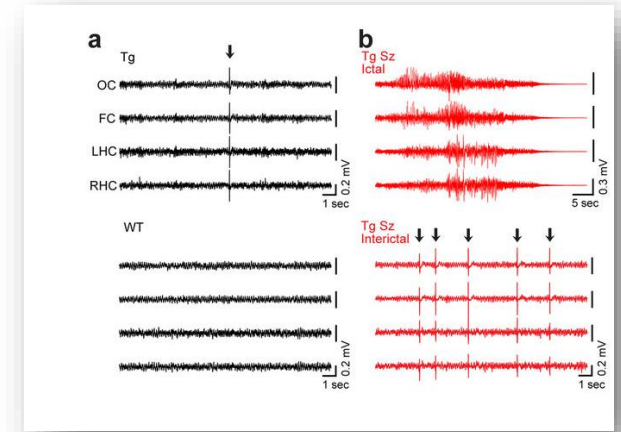 a
Tg
OC
FC
LHC
RHC
0.2 mV
1 sec
WT
0.2 mV
1 sec
b
Tg Sz
Ictal
0.3 mV
5 sec
Tg Sz
Interictal
0.2 mV
1 sec